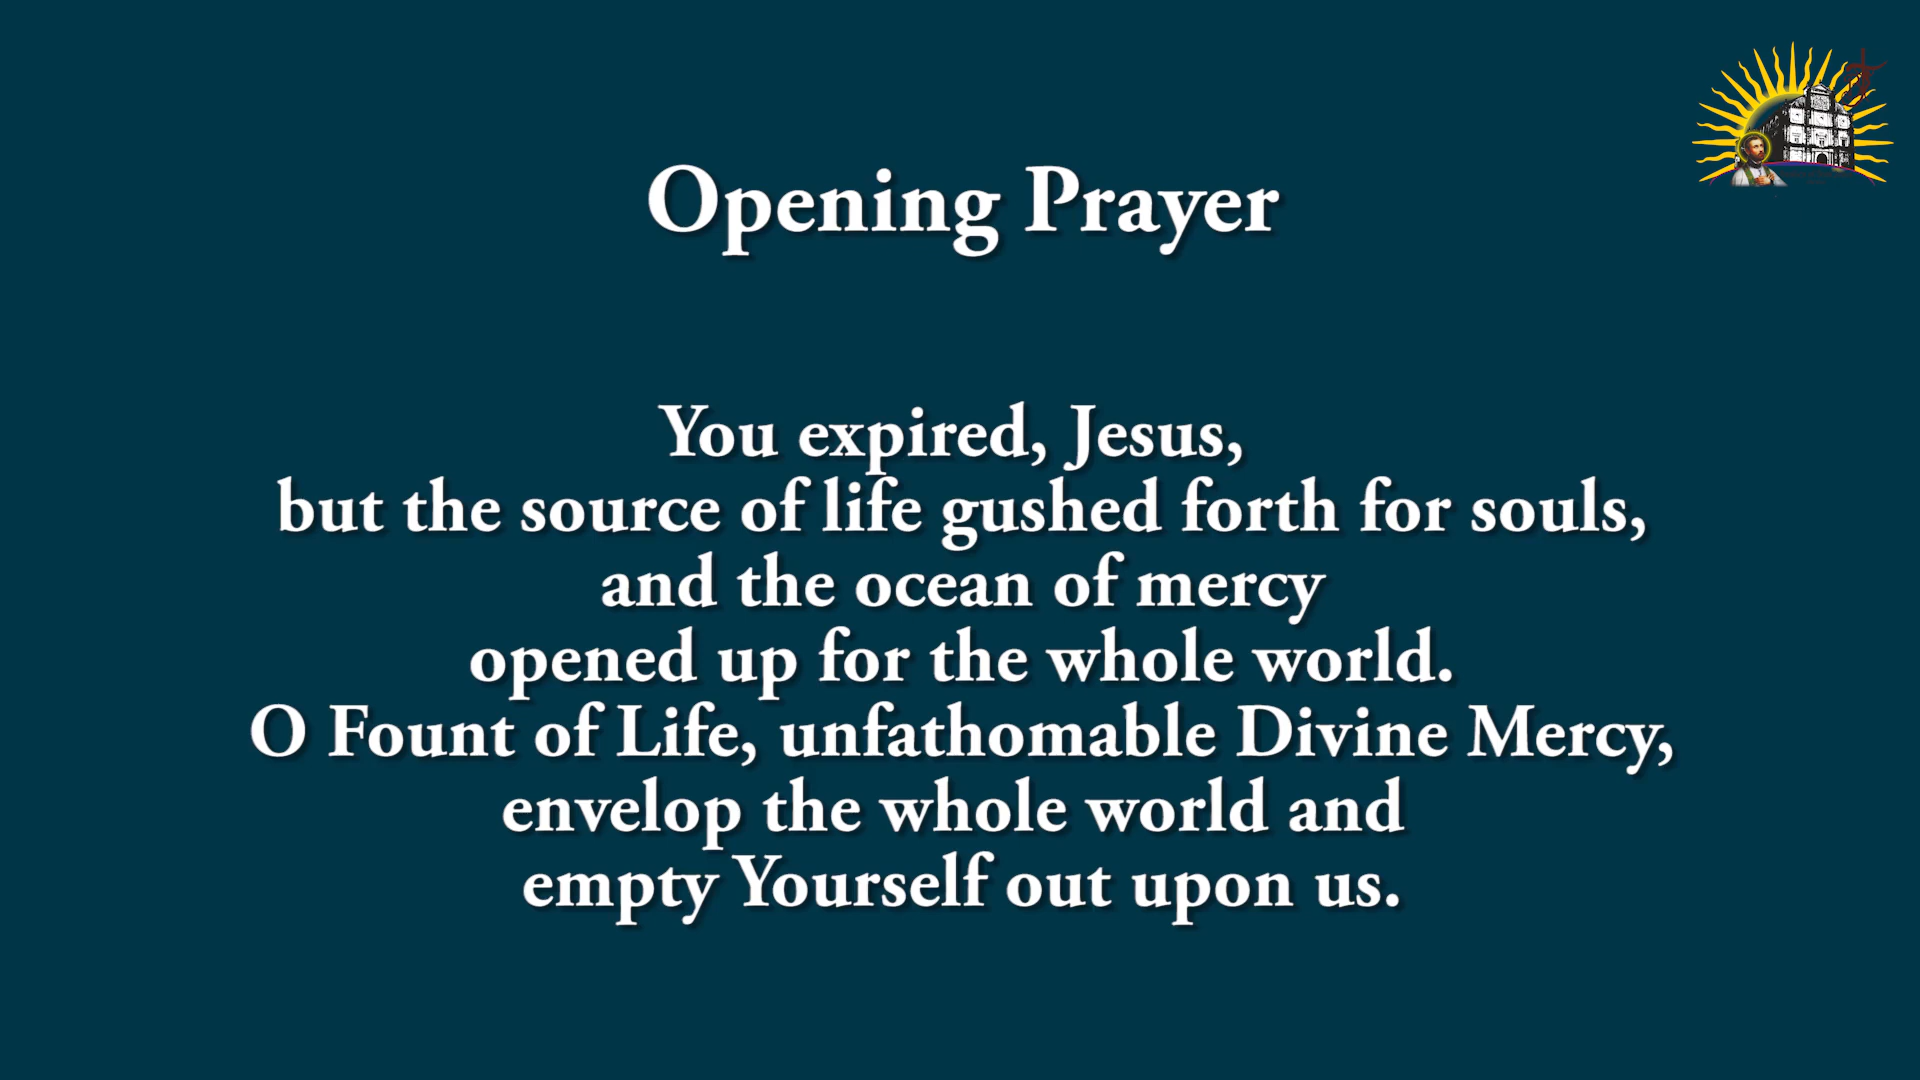 Opening Prayer
You expired, Jesus,
but the source of life gushed forth for souls,
and the ocean of mercy
opened up for the whole world.
O Fount of Life, unfathomable Divine Mercy,
envelop the whole world and
empty Yourself out upon us.